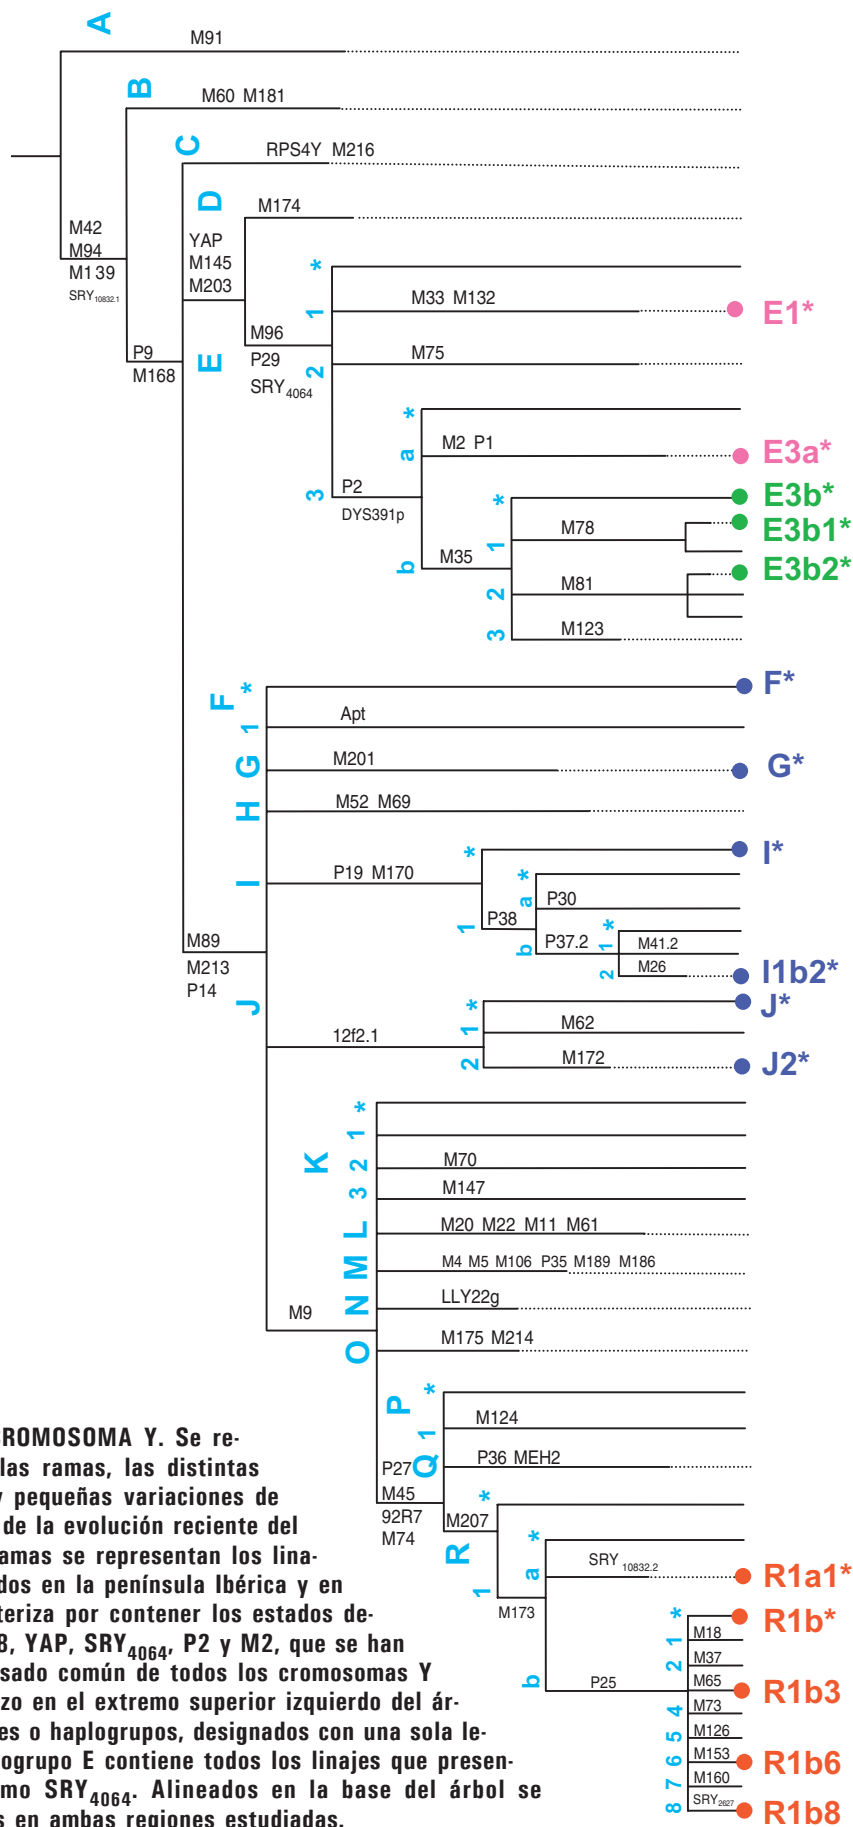 A
M91
B
M60 M181
C
RPS4Y M216
D
M174
M42
M94
M139
SRY10832.1
YAP
M145
M203
*
1
M33 M132
E1*
E
M96
P29
SRY4064
2
M75
P9
M168
*
a
M2 P1
E3a*
3
P2
DYS391p
*
E3b*
1
M78
E3b1*
b
M35
2
M81
E3b2*
3
M123
F
*
F*
1
Apt
G
M201
G*
H
M52 M69
I
P19 M170
*
I*
1
P38
*
a
P30
b
P37.2
*
1
M41.2
2
M26
I1b2*
M89
M213
P14
J
12f2.1
*
J*
1
M62
2
M172
J2*
K
*
1
2
M70
3
M147
L
M20 M22 M11 M61
M
M4 M5 M106 P35 M189 M186
N
LLY22g
M9
O
M175 M214
P
*
1
M124
Q
P36 MEH2
P27
M45
92R7
M74
M207
R
*
1
M173
*
a
SRY 10832.2
R1a1*
b
P25
*
R1b*
1
M18
2
M37
M65
R1b3
4
M73
5
M126
6
M153
R1b6
7
M160
8
SRY2627
R1b8
CROMOSOMA Y. Se re-
las ramas, las distintas
y pequeñas variaciones de
de la evolución reciente del
amas se representan los lina-
dos en la península Ibérica y en
teriza por contener los estados de-
8, YAP, SRY4064, P2 y M2, que se han
sado común de todos los cromosomas Y
zo en el extremo superior izquierdo del ár-
es o haplogrupos, designados con una sola le-
ogrupo E contiene todos los linajes que presen-
mo SRY4064. Alineados en la base del árbol se
s en ambas regiones estudiadas.